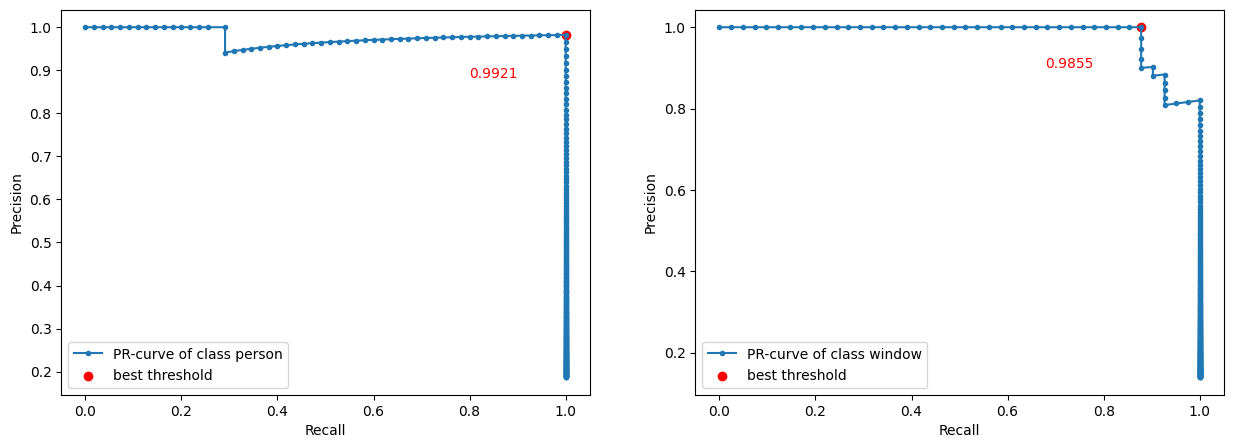 1.0
0.9
0.8
0.7
0.6
0.5
0.4
0.3
0.2
Precision
0.9921
PR-curve of class person
best threshold
0.0 0.2 0.4 0.6 0.8 1.0
Recall
1.0
0.8
0.6
0.4
0.2
Precision
0.9855
PR-curve of class window
best threshold
0.0 0.2 0.4 0.6 0.8 1.0
Recall